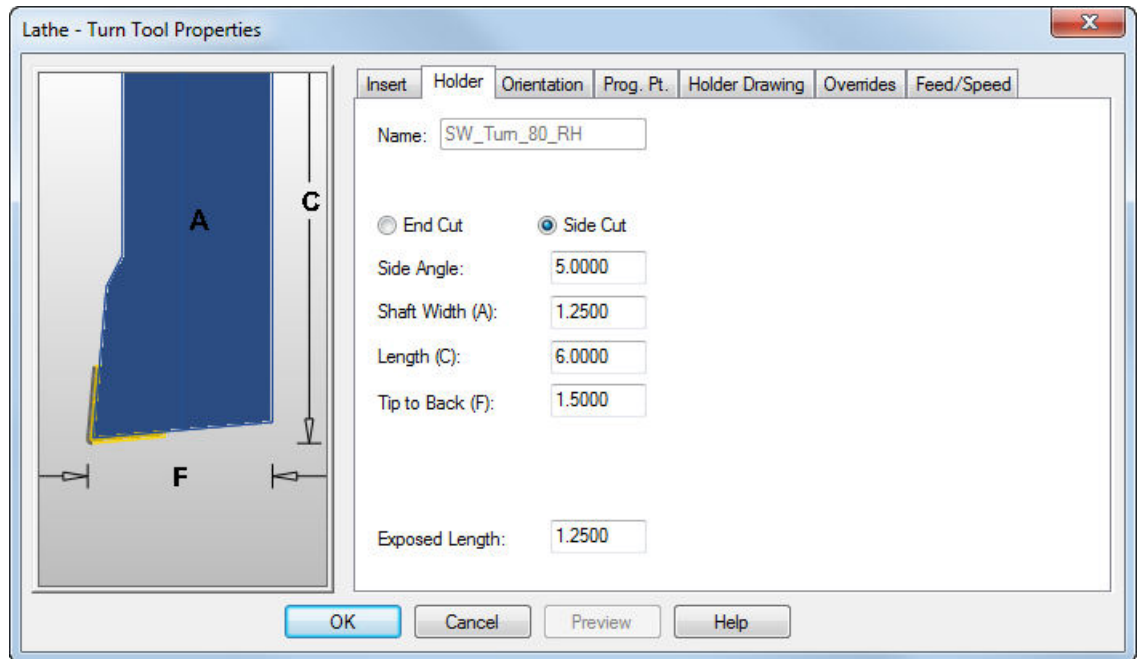 Lathe - Turn Tool Properties
Insert Holder Orientation Prog. Pt. Holder Drawing Overrides Feed/Speed
Name: SW_Turn_80_RH
A
C
F
End Cut Side Cut
Side Angle: 5.0000
Shaft Width (A): 1.2500
Length (C): 6.0000
Tip to Back (F): 1.5000
Exposed Length: 1.2500
OK Cancel Preview Help